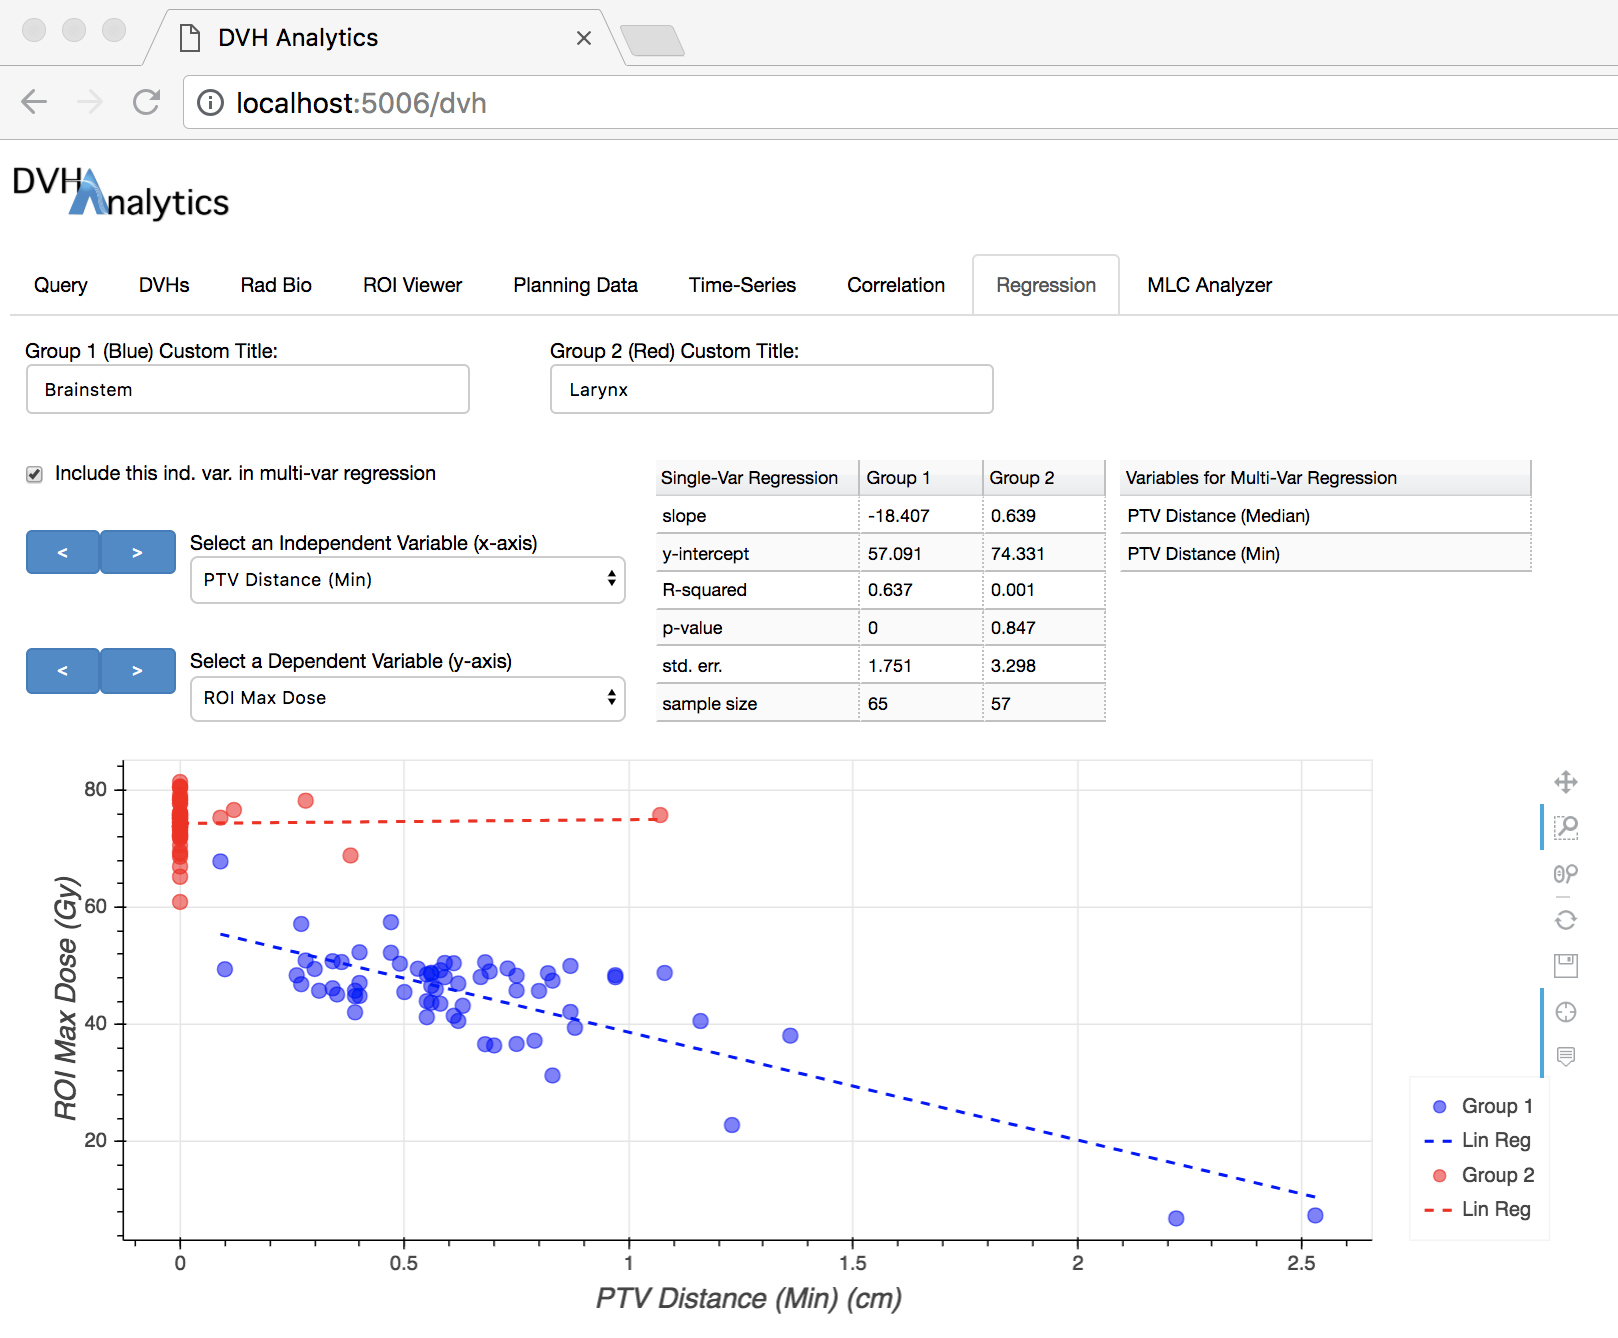 DVH Analytics
localhost:5006/dvh
DVH Analytics
Query DVHs Rad Bio ROI Viewer Planning Data Time-Series Correlation Regression MLC Analyzer
Group 1 (Blue) Custom Title: Group 2 (Red) Custom Title:
Brainstem Larynx
Include this ind. var. in multi-var regression
< > Select an Independent Variable (x-axis)
PTV Distance (Min)
< > Select a Dependent Variable (y-axis)
ROI Max Dose
Single-Var Regression Group 1 Group 2
slope -18.407 0.639
y-intercept 57.091 74.331
R-squared 0.637 0.001
p-value 0 0.847
std. err. 1.751 3.298
sample size 65 57
Variables for Multi-Var Regression
PTV Distance (Median)
PTV Distance (Min)
ROI Max Dose (Gy)
80
60
40
20
0 0.5 1 1.5 2 2.5
PTV Distance (Min) (cm)
Group 1
Lin Reg
Group 2
Lin Reg